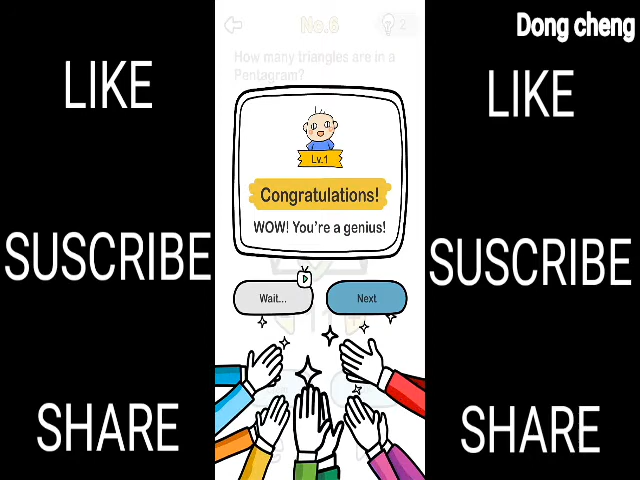 Dong cheng
No.6
2
How many triangles are in a
Pentagram?
LIKE
LIKE
Lv.1
Congratulations!
WOW! You're a genius!
SUSCRIBE
SUSCRIBE
Wait...
Next
SHARE
SHARE